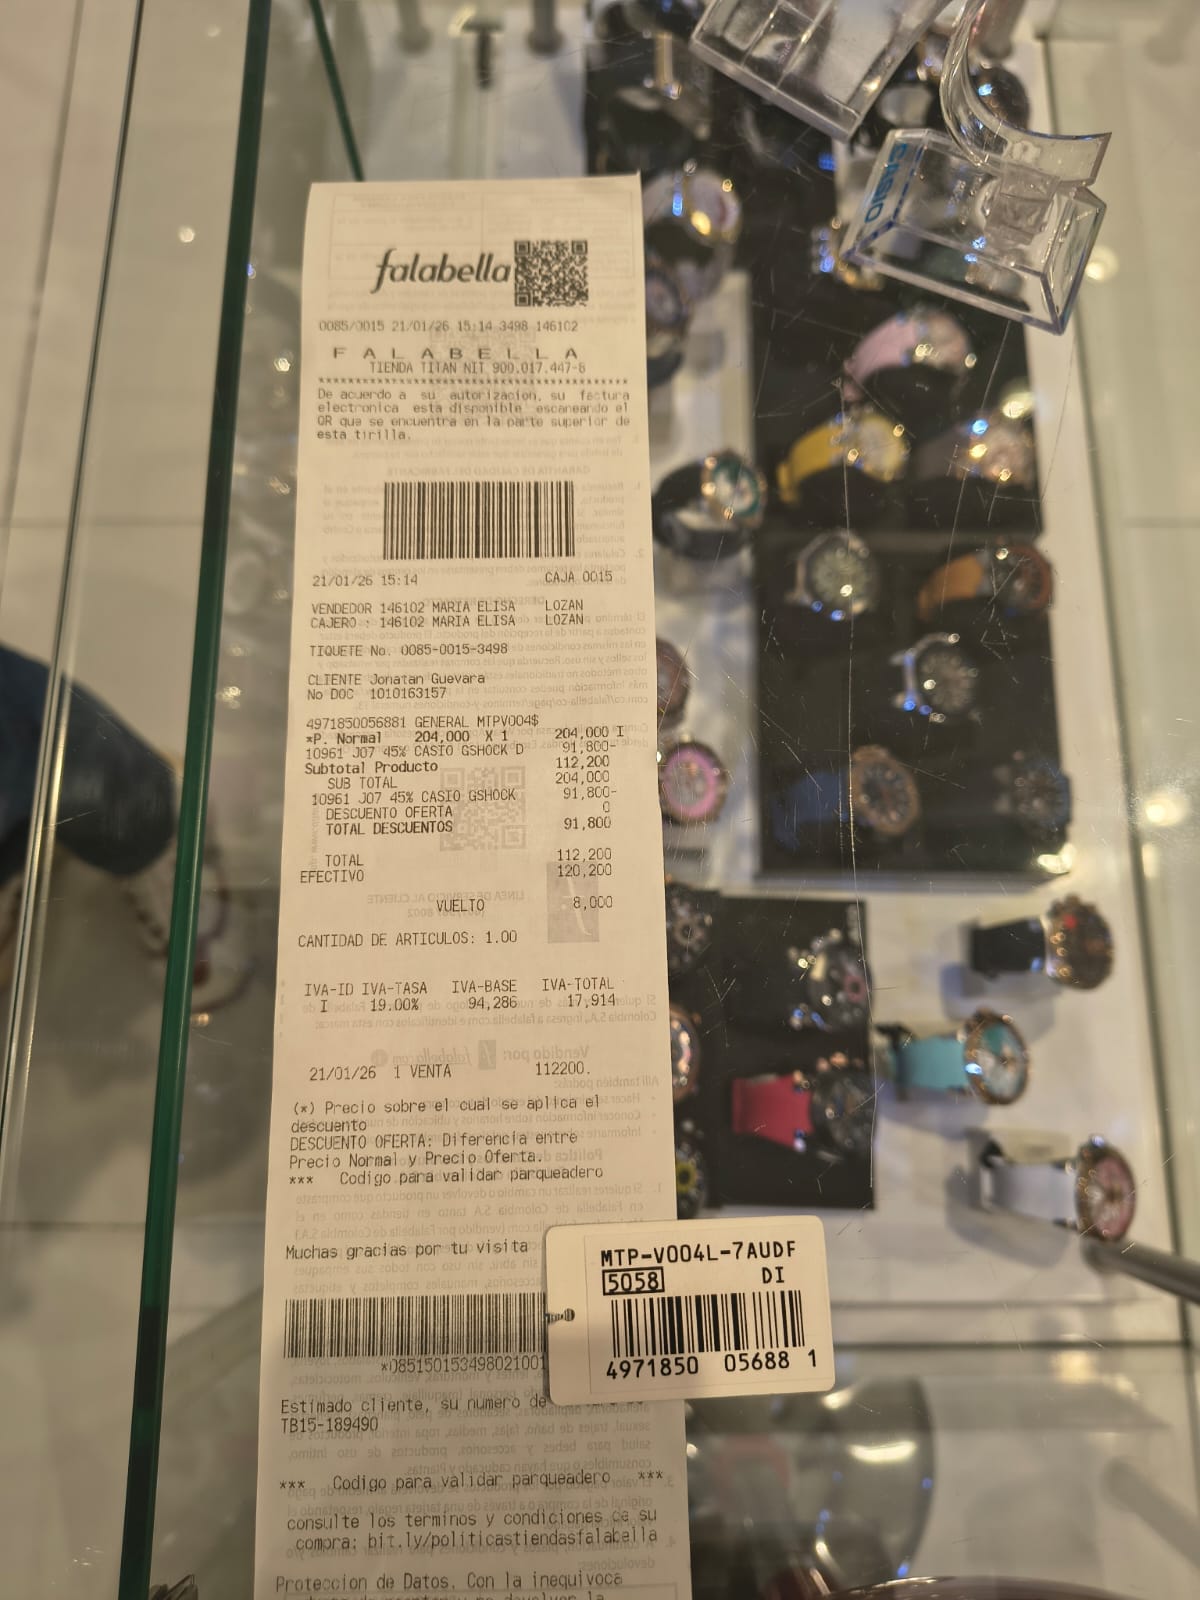 CASIO
falabella
0085/0015 21/01/26 15:14 3498 146102
F A L A B E L L A
TIENDA TITAN NIT 900.017.447-8
*****************************************
De acuerdo a su autorizacion, su factura
electronica esta disponible escaneando el
QR que se encuentra en la parte superior de
esta tirilla.
21/01/26 15:14 CAJA 0015
VENDEDOR 146102 MARIA ELISA LOZAN
CAJERO : 146102 MARIA ELISA LOZAN
TIQUETE No. 0085-0015-3498
CLIENTE Jonatan Guevara
No DOC 1010163157
4971850056881 GENERAL MTPV004$
*P. Normal 204,000 X 1 204,000 I
10961 J07 45% CASIO GSHOCK D 91,800-
Subtotal Producto 112,200
SUB TOTAL 204,000
10961 J07 45% CASIO GSHOCK 91,800-
DESCUENTO OFERTA 0
TOTAL DESCUENTOS 91,800
TOTAL 112,200
EFECTIVO 120,200
VUELTO 8,000
CANTIDAD DE ARTICULOS: 1.00
IVA-ID IVA-TASA IVA-BASE IVA-TOTAL
I 19.00% 94,286 17,914
21/01/26 1 VENTA 112200.
(*) Precio sobre el cual se aplica el
descuento
DESCUENTO OFERTA: Diferencia entre
Precio Normal y Precio Oferta.
*** Codigo para validar parqueadero
Muchas gracias por tu visita
MTP-V004L-7AUDF
5058 DI
4971850 05688 1
*085150153498021001
Estimado cliente, su numero de
TB15-189490
*** Codigo para validar parqueadero ***
consulte los terminos y condiciones de su
compra: bit.ly/politicastiendasfalabella
Proteccion de Datos. Con la inequivoca